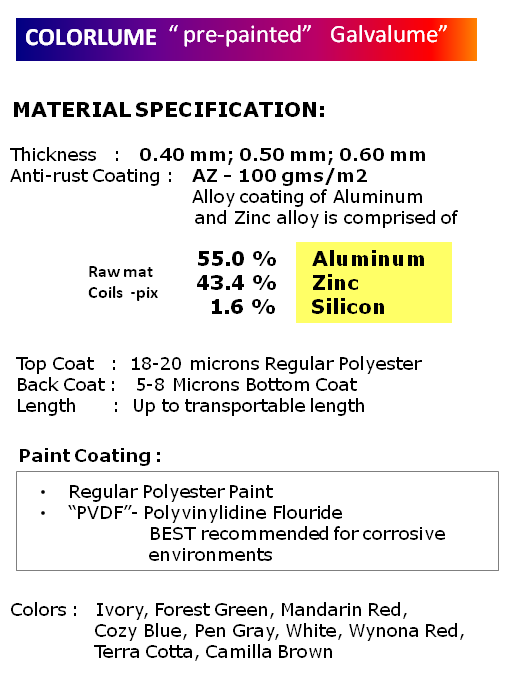 COLORLUME “ pre-painted” Galvalume”
MATERIAL SPECIFICATION:
Thickness : 0.40 mm; 0.50 mm; 0.60 mm
Anti-rust Coating : AZ – 100 gms/m2
Alloy coating of Aluminum
and Zinc alloy is comprised of
55.0 % Aluminum
43.4 % Zinc
1.6 % Silicon
Raw mat
Coils -pix
Top Coat : 18-20 microns Regular Polyester
Back Coat : 5-8 Microns Bottom Coat
Length : Up to transportable length
Paint Coating :
• Regular Polyester Paint
• “PVDF”- Polyvinylidine Flouride
BEST recommended for corrosive
environments
Colors : Ivory, Forest Green, Mandarin Red,
Cozy Blue, Pen Gray, White, Wynona Red,
Terra Cotta, Camilla Brown